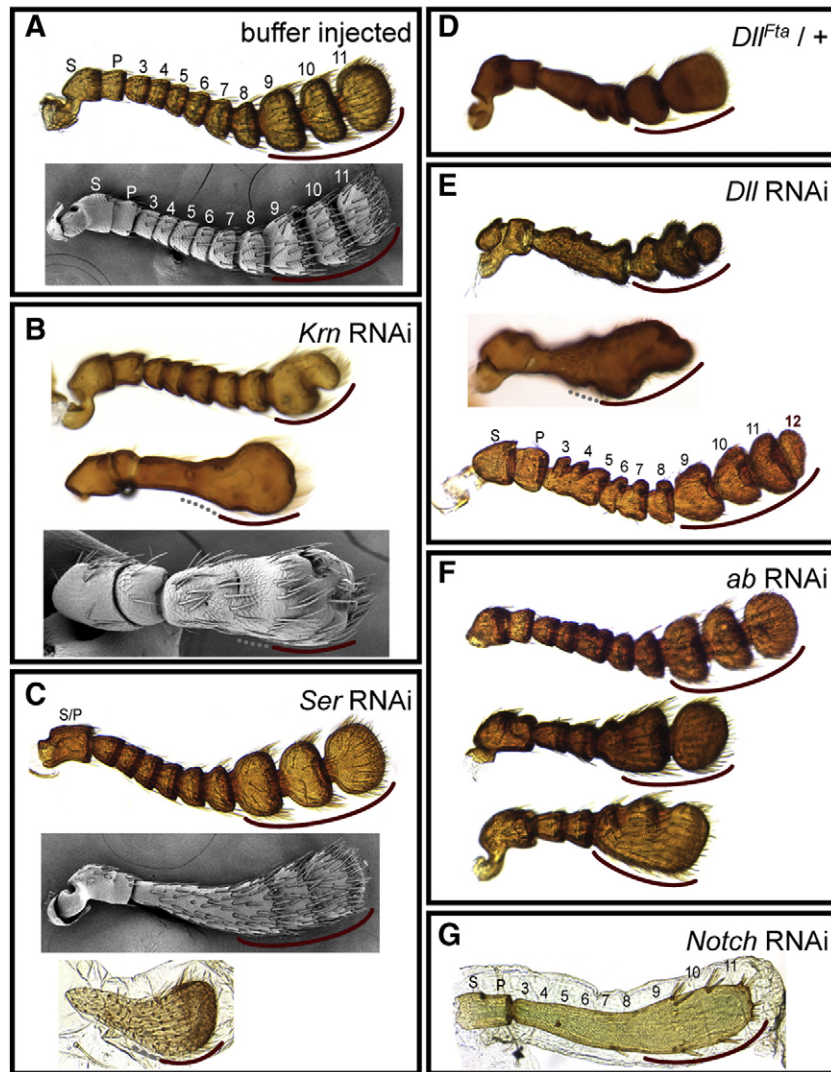 A
buffer injected
S P 3 4 5 6 7 8 9 10 11
S P 3 4 5 6 7 8 9 10 11
B
Krn RNAi
C
Ser RNAi
S/P
D
Dll^Fta / +
E
Dll RNAi
S P 3 4 5 6 7 8 9 10 11 12
F
ab RNAi
G
Notch RNAi
S P 3 4 5 6 7 8 9 10 11